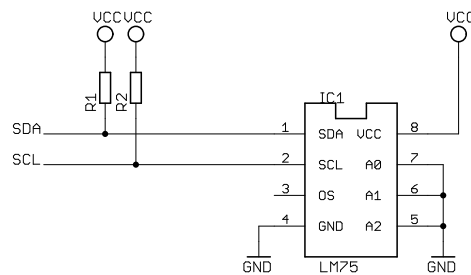 VCC VCC VCC
R1 R2
IC1
SDA 1 SDA VCC 8
SCL 2 SCL A0 7
3 OS A1 6
4 GND A2 5
GND LM75 GND